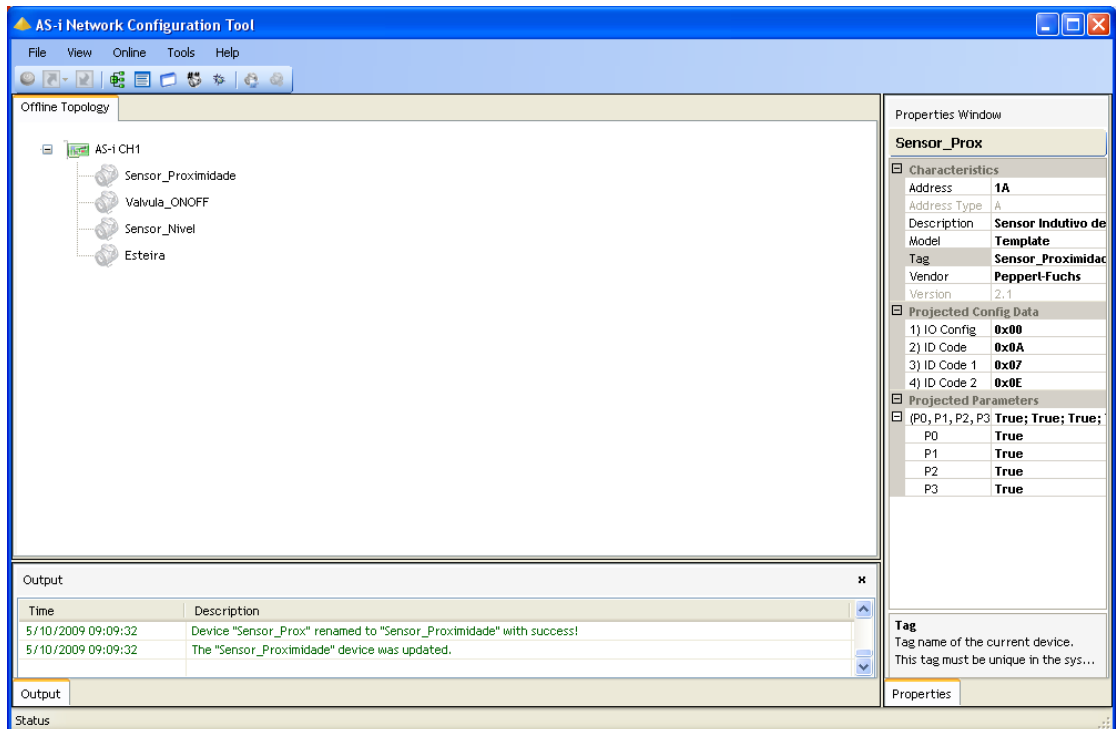 AS-i Network Configuration Tool
File View Online Tools Help
Offline Topology
AS-i CH1
Sensor_Proximidade
Valvula_ONOFF
Sensor_Nivel
Esteira
Output
Time Description
5/10/2009 09:09:32 Device "Sensor_Prox" renamed to "Sensor_Proximidade" with success!
5/10/2009 09:09:32 The "Sensor_Proximidade" device was updated.
Output
Properties Window
Sensor_Prox
Characteristics
Address 1A
Address Type A
Description Sensor Indutivo de
Model Template
Tag Sensor_Proximidad
Vendor Pepperl-Fuchs
Version 2.1
Projected Config Data
1) IO Config 0x00
2) ID Code 0x0A
3) ID Code 1 0x07
4) ID Code 2 0x0E
Projected Parameters
(P0, P1, P2, P3 True; True; True;
P0 True
P1 True
P2 True
P3 True
Tag
Tag name of the current device.
This tag must be unique in the sys...
Properties
Status